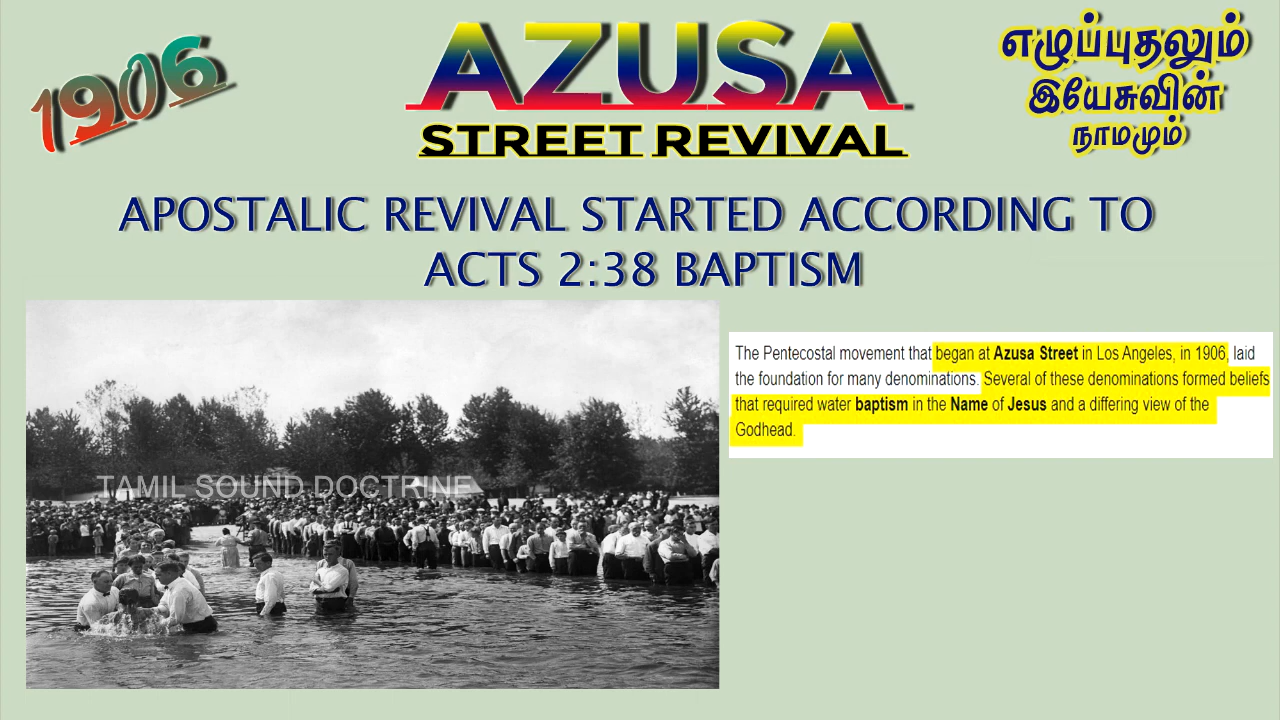 1906
AZUSA
STREET REVIVAL
எழுப்புதலும்
இயேசுவின்
நாமமும்
APOSTALIC REVIVAL STARTED ACCORDING TO
ACTS 2:38 BAPTISM
The Pentecostal movement that began at Azusa Street in Los Angeles, in 1906, laid
the foundation for many denominations. Several of these denominations formed beliefs
that required water baptism in the Name of Jesus and a differing view of the
Godhead.
TAMIL SOUND DOCTRINE